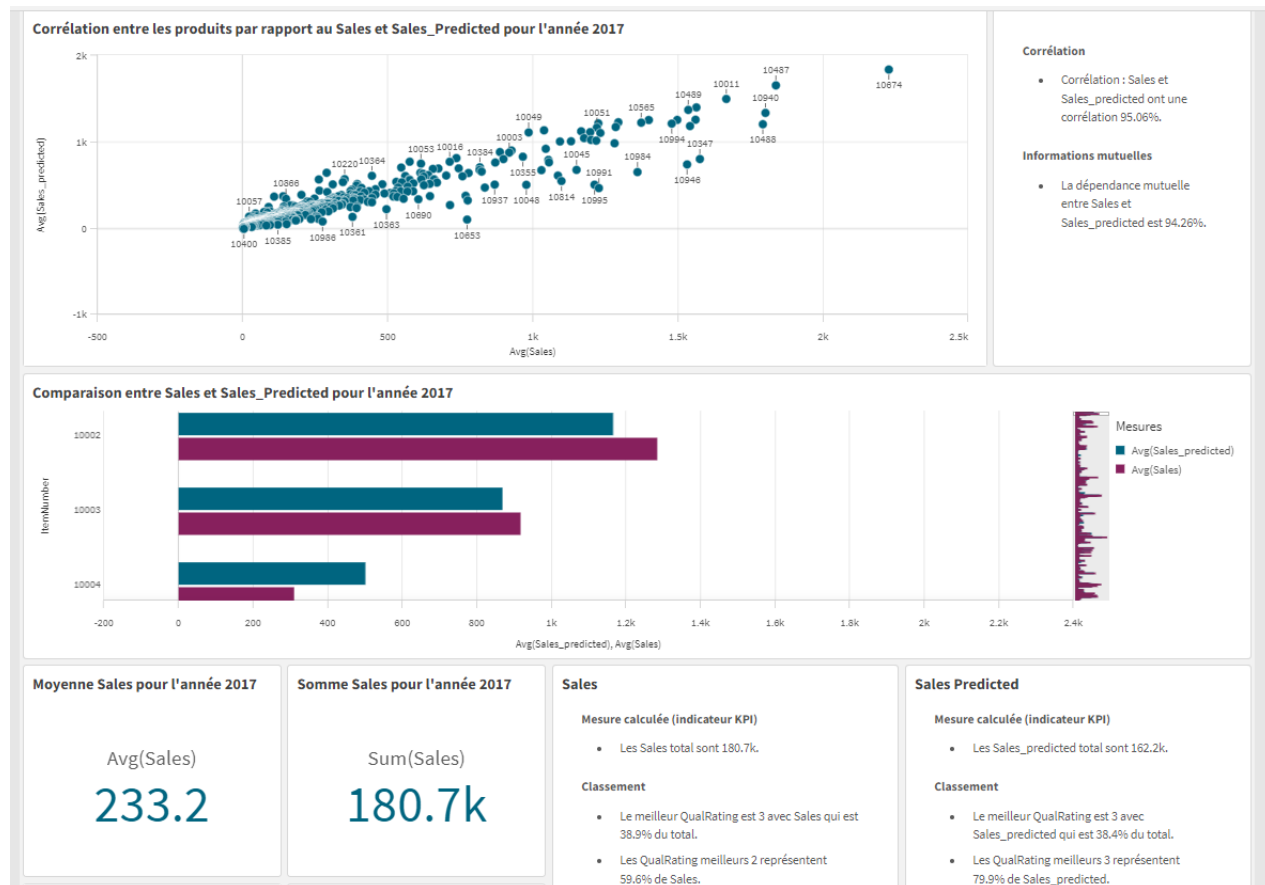 Corrélation entre les produits par rapport au Sales et Sales_Predicted pour l'année 2017
2k
1k
0
-1k
Avg(Sales_predicted)
10487
10674
10011
10940
10489
10488
10565
10051
10049
10994
10347
10003
10053
10016
10384
10045
10984
10946
10220
10364
10355
10991
10866
10937
10048
10814
10995
10057
10690
10363
10361
10653
10400
10385
10986
-500
0
500
1k
1.5k
2k
2.5k
Avg(Sales)
Corrélation
• Corrélation : Sales et
Sales_predicted ont une
corrélation 95.06%.
Informations mutuelles
• La dépendance mutuelle
entre Sales et
Sales_predicted est 94.26%.
Comparaison entre Sales et Sales_Predicted pour l'année 2017
ItemNumber
10002
10003
10004
-200
0
200
400
600
800
1k
1.2k
1.4k
1.6k
1.8k
2k
2.2k
2.4k
Avg(Sales_predicted), Avg(Sales)
Mesures
Avg(Sales_predicted)
Avg(Sales)
Moyenne Sales pour l'année 2017
Avg(Sales)
233.2
Somme Sales pour l'année 2017
Sum(Sales)
180.7k
Sales
Mesure calculée (indicateur KPI)
• Les Sales total sont 180.7k.
Classement
• Le meilleur QualRating est 3 avec Sales qui est
38.9% du total.
• Les QualRating meilleurs 2 représentent
59.6% de Sales.
Sales Predicted
Mesure calculée (indicateur KPI)
• Les Sales_predicted total sont 162.2k.
Classement
• Le meilleur QualRating est 3 avec
Sales_predicted qui est 38.4% du total.
• Les QualRating meilleurs 3 représentent
79.9% de Sales_predicted.